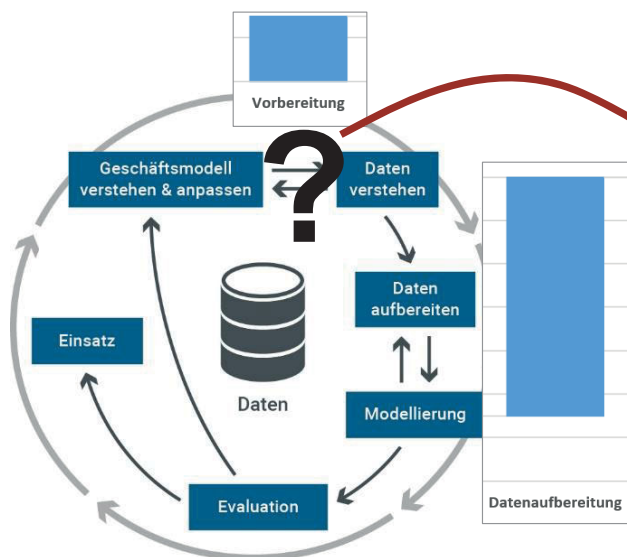 Vorbereitung
?
Geschäftsmodell
verstehen & anpassen
Daten
verstehen
Daten
aufbereiten
Einsatz
Daten
Modellierung
Evaluation
Datenaufbereitung